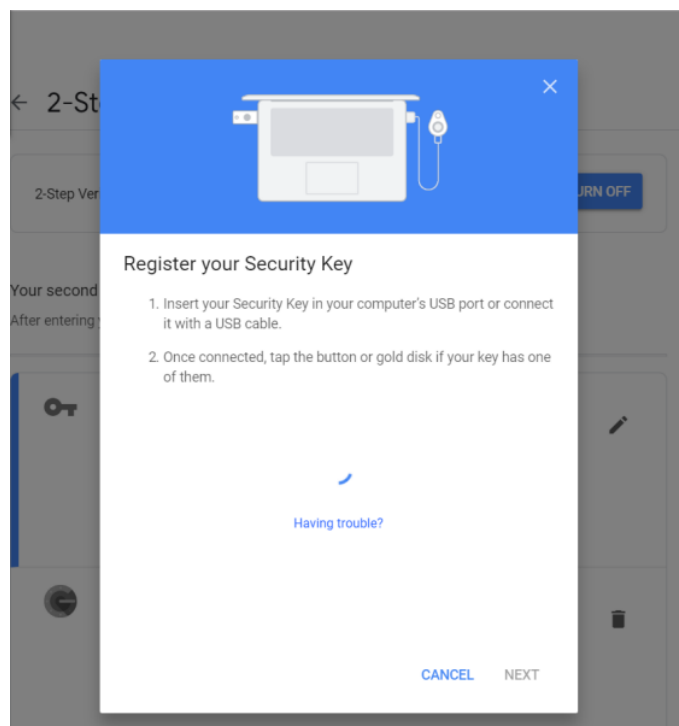 2-St
2-Step Ver
URN OFF
Register your Security Key
Your second
After entering
1. Insert your Security Key in your computer's USB port or connect
it with a USB cable.
2. Once connected, tap the button or gold disk if your key has one
of them.
Having trouble?
CANCEL NEXT